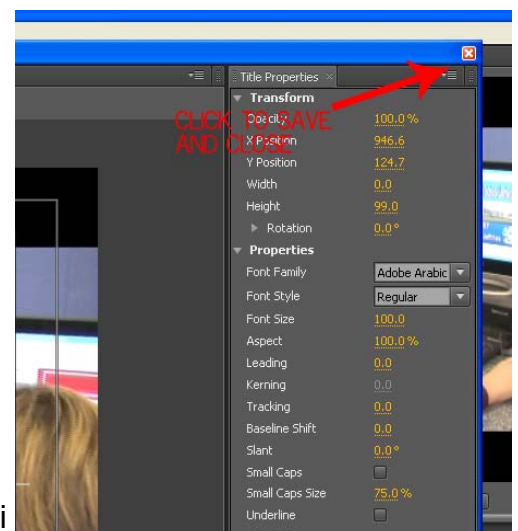 Title Properties ×
Transform
CLICK TO SAVE
AND CLOSE
Opacity 100.0 %
X Position 946.6
Y Position 124.7
Width 0.0
Height 99.0
Rotation 0.0 °
Properties
Font Family Adobe Arabic
Font Style Regular
Font Size 100.0
Aspect 100.0 %
Leading 0.0
Kerning 0.0
Tracking 0.0
Baseline Shift 0.0
Slant 0.0 °
Small Caps
Small Caps Size 75.0 %
Underline
i